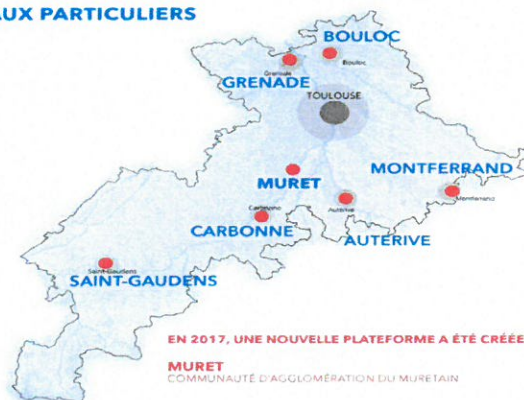 AUX PARTICULIERS
BOULOC
Bouloc
Grenade
GRENADE
TOULOUSE
MURET
MONTFERRAND
Montferrand
Carbonne
Auterive
CARBONNE
AUTERIVE
Saint-Gaudens
SAINT-GAUDENS
EN 2017, UNE NOUVELLE PLATEFORME A ÉTÉ CRÉÉE
MURET
COMMUNAUTÉ D'AGGLOMÉRATION DU MURETAIN